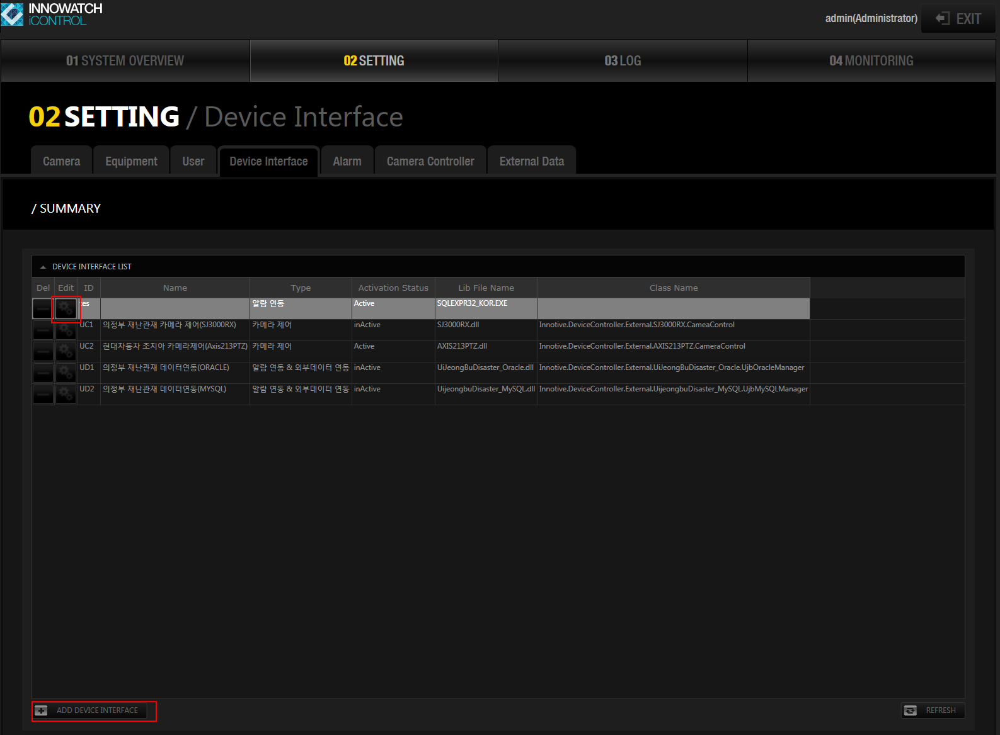 INNOWATCH
iCONTROL
admin(Administrator)
EXIT
01 SYSTEM OVERVIEW
02 SETTING
03 LOG
04 MONITORING
02 SETTING / Device Interface
Camera
Equipment
User
Device Interface
Alarm
Camera Controller
External Data
/ SUMMARY
DEVICE INTERFACE LIST
Del Edit ID Name Type Activation Status Lib File Name Class Name
tes 알람 연동 Active SQLEXPR32_KOR.EXE
UC1 의정부 재난관재 카메라 제어(SJ3000RX) 카메라 제어 inActive SJ3000RX.dll Innotive.DeviceController.External.SJ3000RX.CameaControl
UC2 현대자동차 조지아 카메라제어(Axis213PTZ) 카메라 제어 Active AXIS213PTZ.dll Innotive.DeviceController.External.AXIS213PTZ.CameraControl
UD1 의정부 재난관재 데이터연동(ORACLE) 알람 연동 & 외부데이터 연동 inActive UiJeongBuDisaster_Oracle.dll Innotive.DeviceController.External.UiJeongBuDisaster_Oracle.UjbOracleManager
UD2 의정부 재난관재 데이터연동(MYSQL) 알람 연동 & 외부데이터 연동 inActive UijeongbuDisaster_MySQL.dll Innotive.DeviceController.External.UijeongbuDisaster_MySQL.UjbMySQLManager
ADD DEVICE INTERFACE
REFRESH